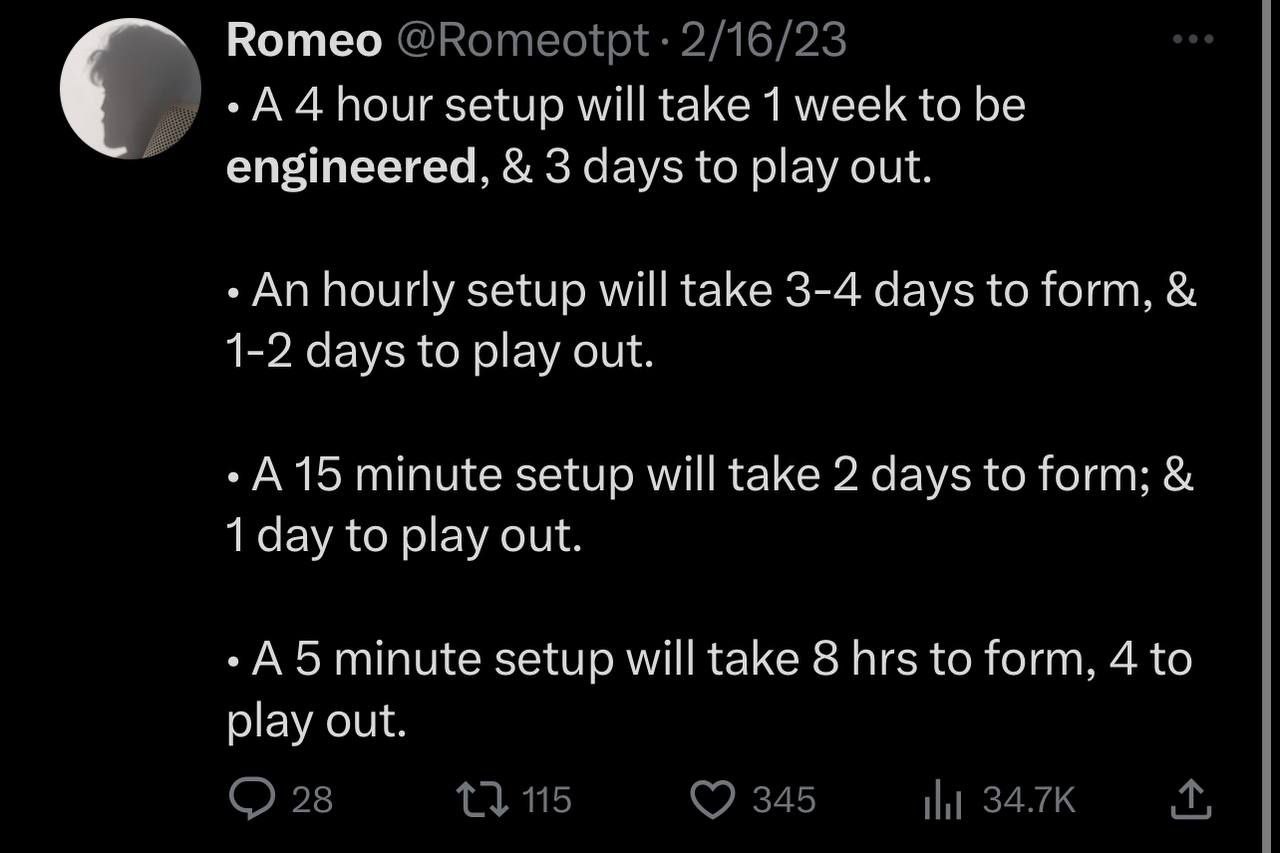 Romeo @Romeotpt · 2/16/23
• A 4 hour setup will take 1 week to be
engineered, & 3 days to play out.
• An hourly setup will take 3-4 days to form, &
1-2 days to play out.
• A 15 minute setup will take 2 days to form; &
1 day to play out.
• A 5 minute setup will take 8 hrs to form, 4 to
play out.
28 115 345 34.7K